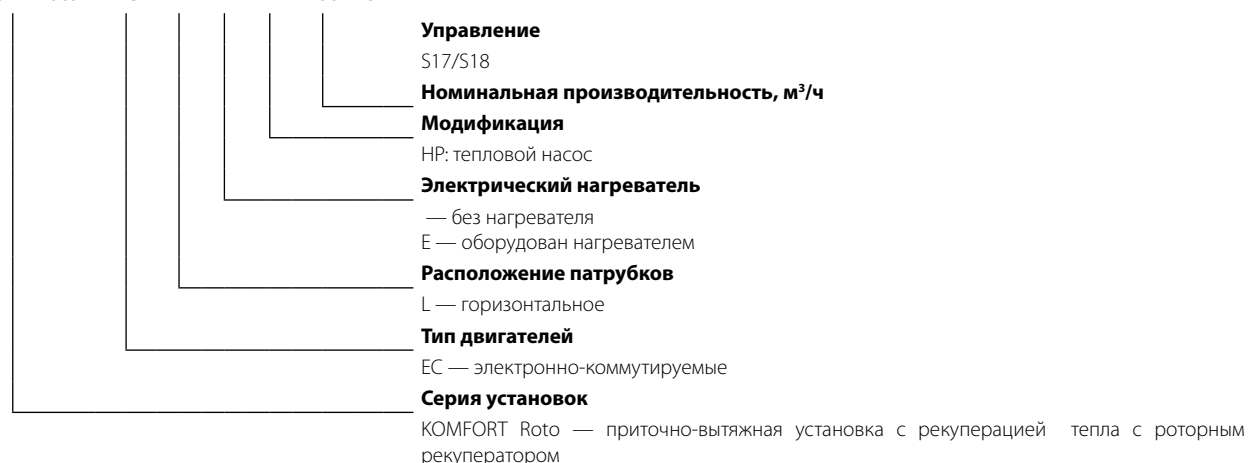 Управление
S17/S18
Номинальная производительность, м³/ч
Модификация
HP: тепловой насос
Электрический нагреватель
— без нагревателя
E — оборудован нагревателем
Расположение патрубков
L — горизонтальное
Тип двигателей
EC — электронно-коммутируемые
Серия установок
KOMFORT Roto — приточно-вытяжная установка с рекуперацией тепла с роторным
рекуператором